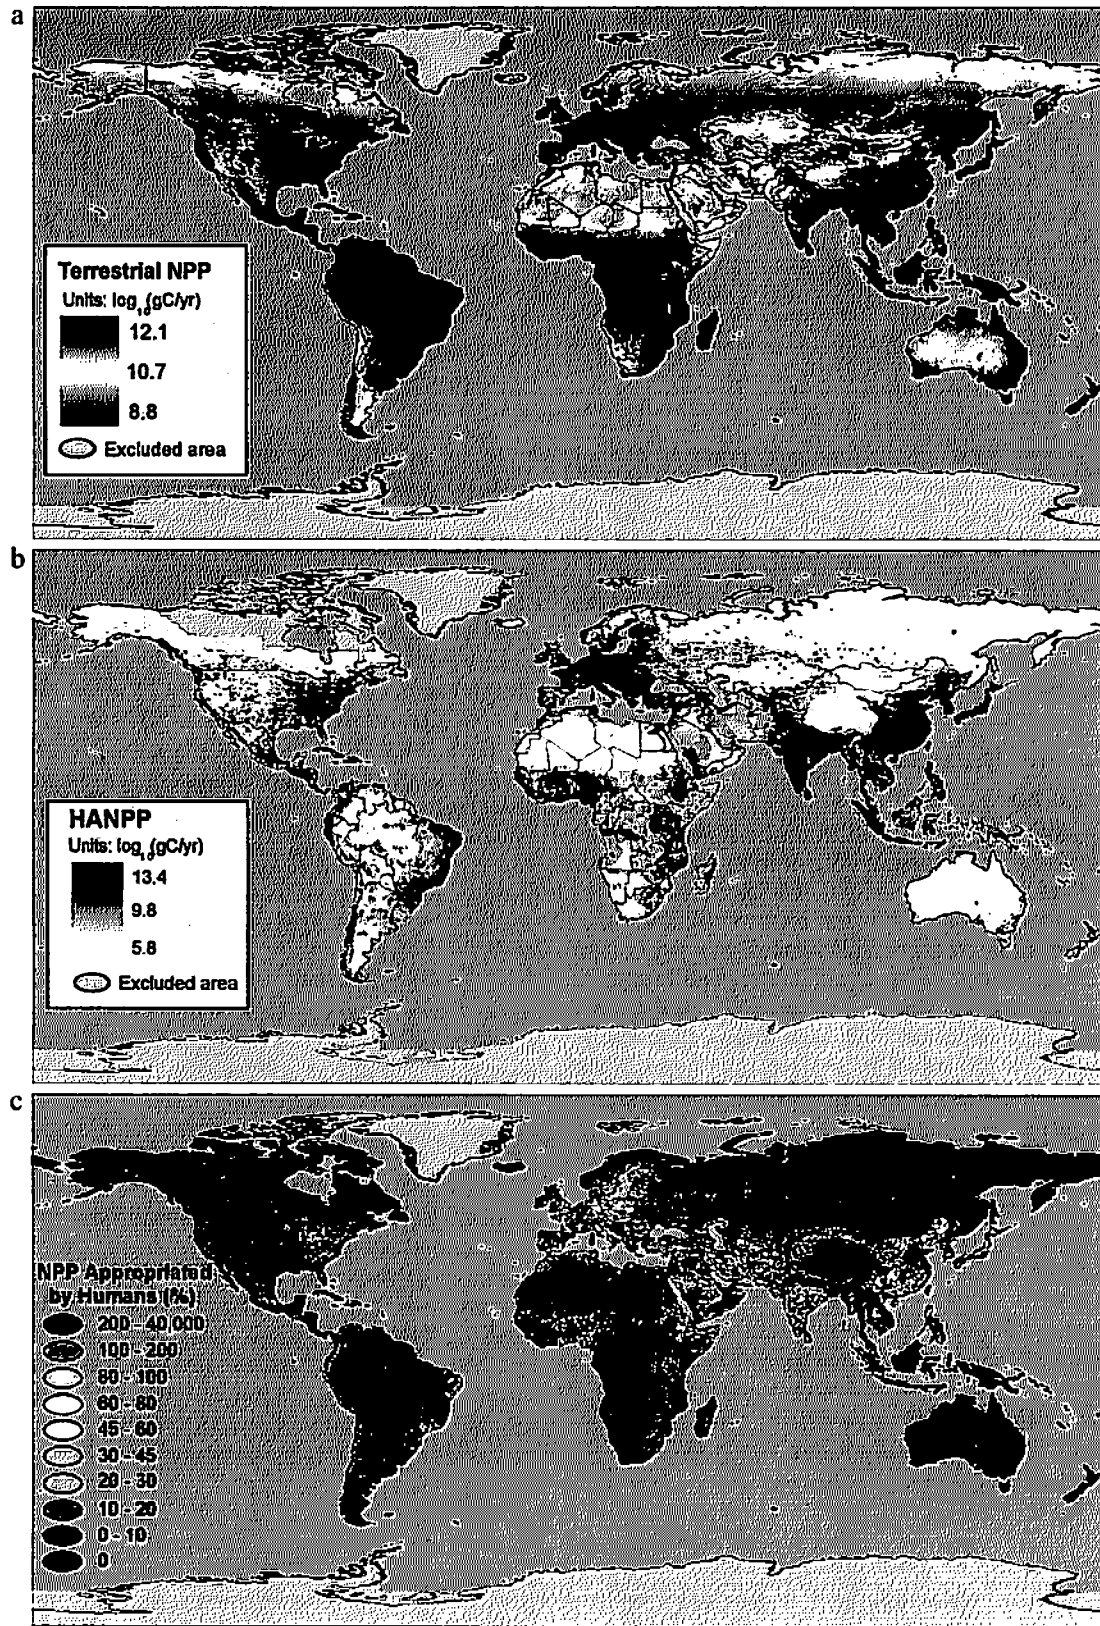 a
Terrestrial NPP
Units: log₁₀(gC/yr)
12.1
10.7
8.8
Excluded area
b
HANPP
Units: log₁₀(gC/yr)
13.4
9.8
5.8
Excluded area
c
NPP Appropriated
by Humans (%)
200 - 40,000
100 - 200
80 - 100
60 - 80
45 - 60
30 - 45
20 - 30
10 - 20
0 - 10
0